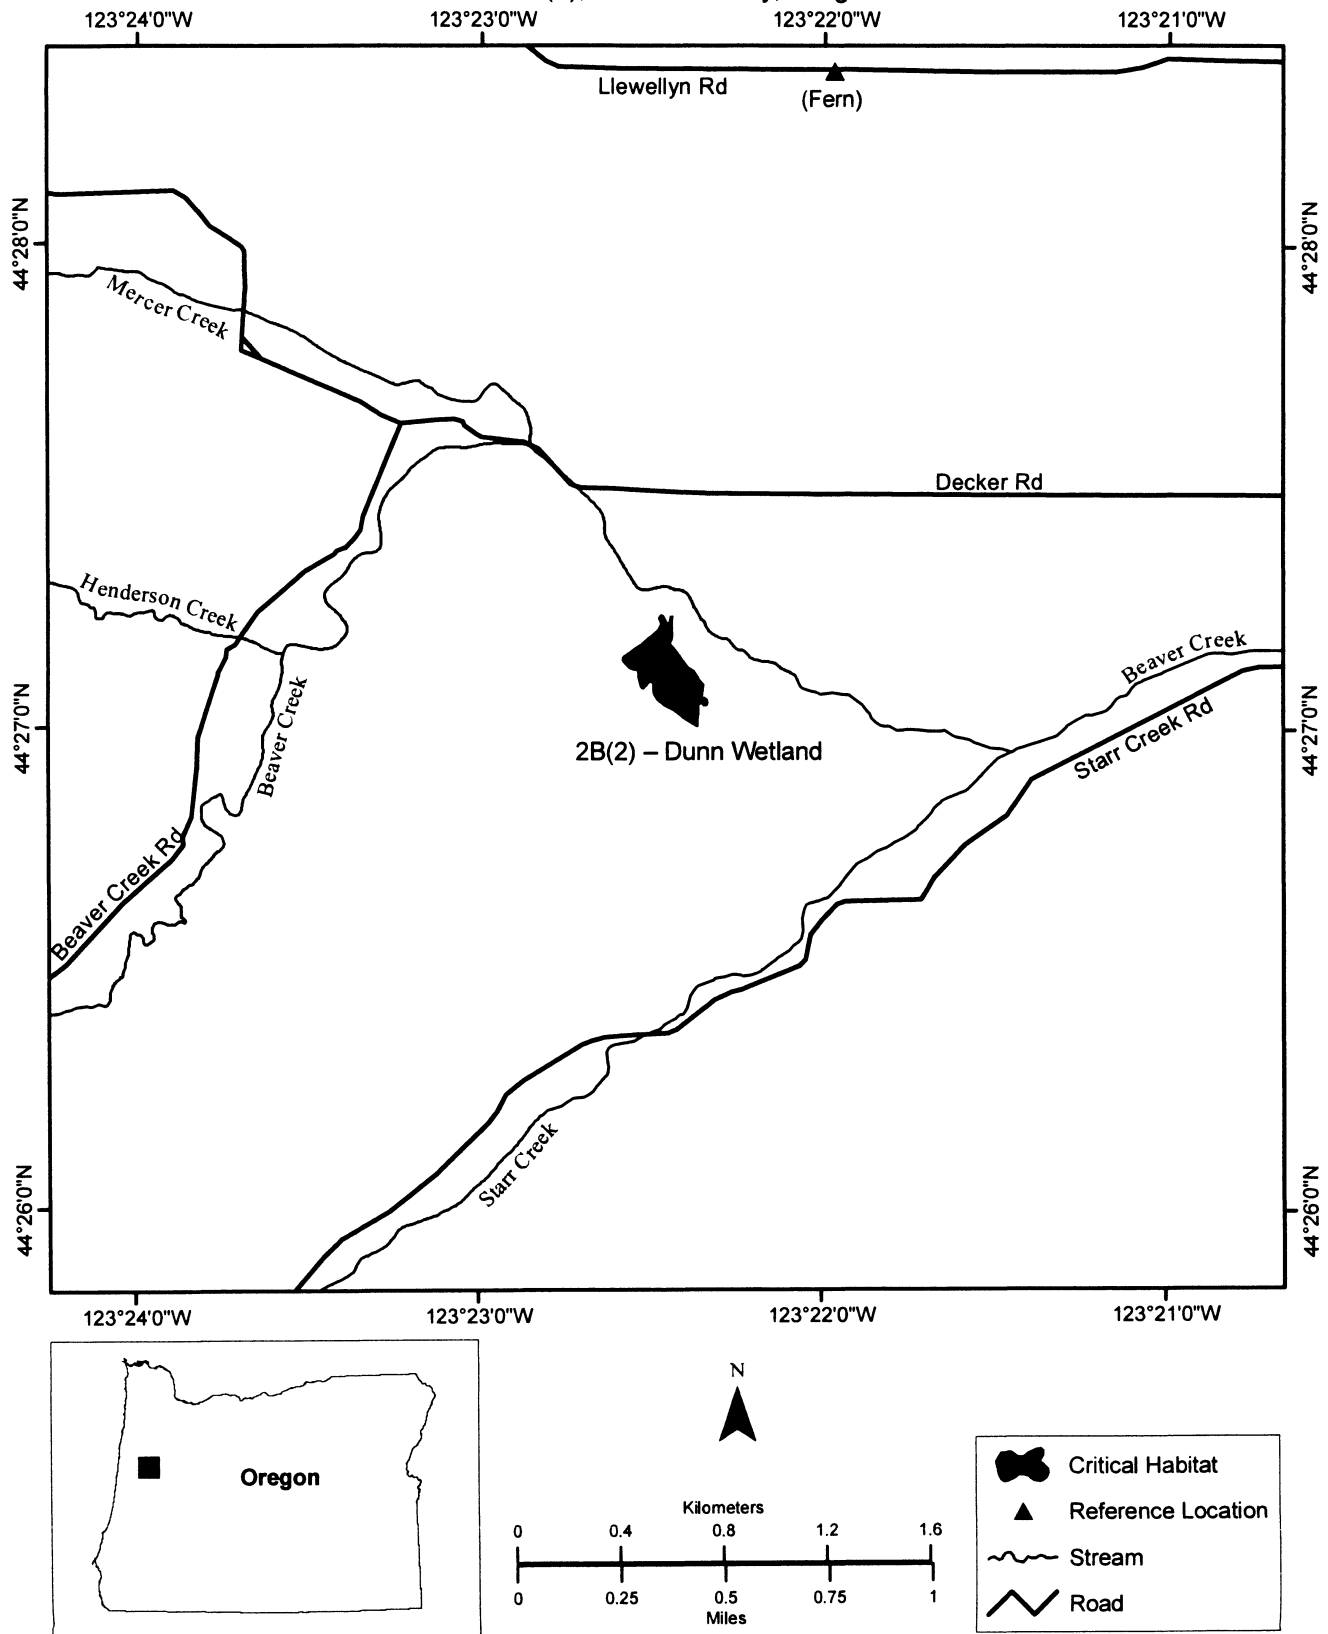 123°24'0"W 123°23'0"W 123°22'0"W 123°21'0"W
Llewellyn Rd
(Fern)
44°28'0"N
44°28'0"N
Mercer Creek
Decker Rd
Henderson Creek
Beaver Creek
Beaver Creek
Starr Creek Rd
44°27'0"N
44°27'0"N
2B(2) – Dunn Wetland
Beaver Creek Rd
Starr Creek
44°26'0"N
44°26'0"N
123°24'0"W 123°23'0"W 123°22'0"W 123°21'0"W
Oregon
N
Kilometers
0 0.4 0.8 1.2 1.6
0 0.25 0.5 0.75 1
Miles
Critical Habitat
Reference Location
Stream
Road